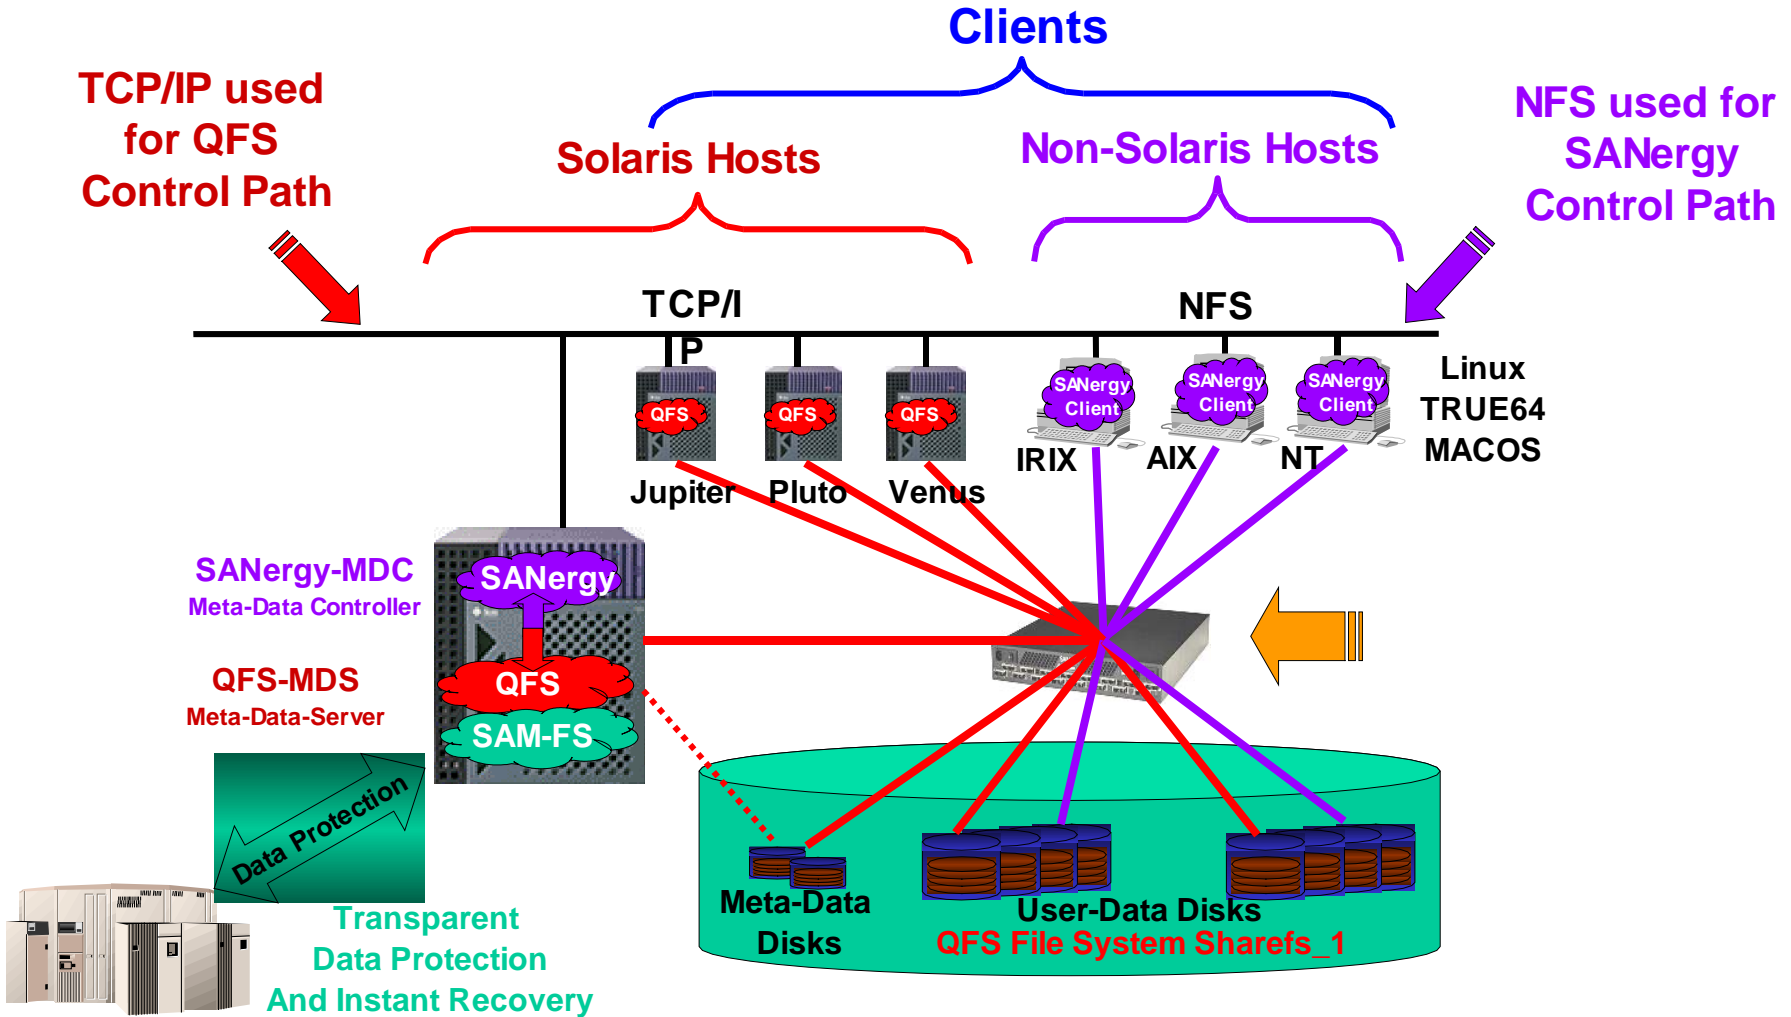 Clients
TCP/IP used
for QFS
Control Path
NFS used for
SANergy
Control Path
Solaris Hosts
Non-Solaris Hosts
TCP/I
P
NFS
QFS
QFS
QFS
SANergy
Client
SANergy
Client
SANergy
Client
Linux
TRUE64
MACOS
IRIX
AIX
NT
Jupiter
Pluto
Venus
SANergy-MDC
Meta-Data Controller
SANergy
QFS-MDS
Meta-Data-Server
QFS
SAM-FS
Data Protection
Meta-Data
Disks
User-Data Disks
QFS File System Sharefs_1
Transparent
Data Protection
And Instant Recovery